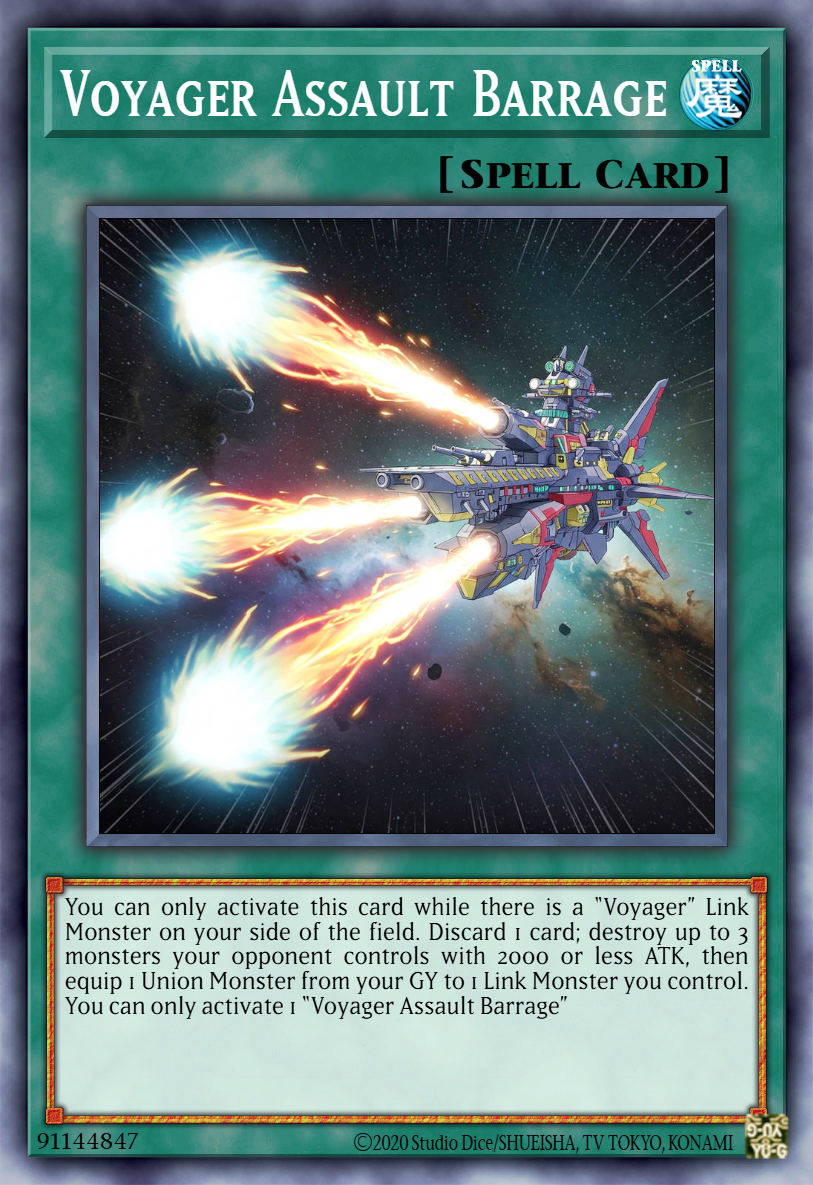 Voyager Assault Barrage
SPELL
魔
[Spell Card]
You can only activate this card while there is a "Voyager" Link
Monster on your side of the field. Discard 1 card; destroy up to 3
monsters your opponent controls with 2000 or less ATK, then
equip 1 Union Monster from your GY to 1 Link Monster you control.
You can only activate 1 "Voyager Assault Barrage"
91144847
©2020 Studio Dice/SHUEISHA, TV TOKYO, KONAMI